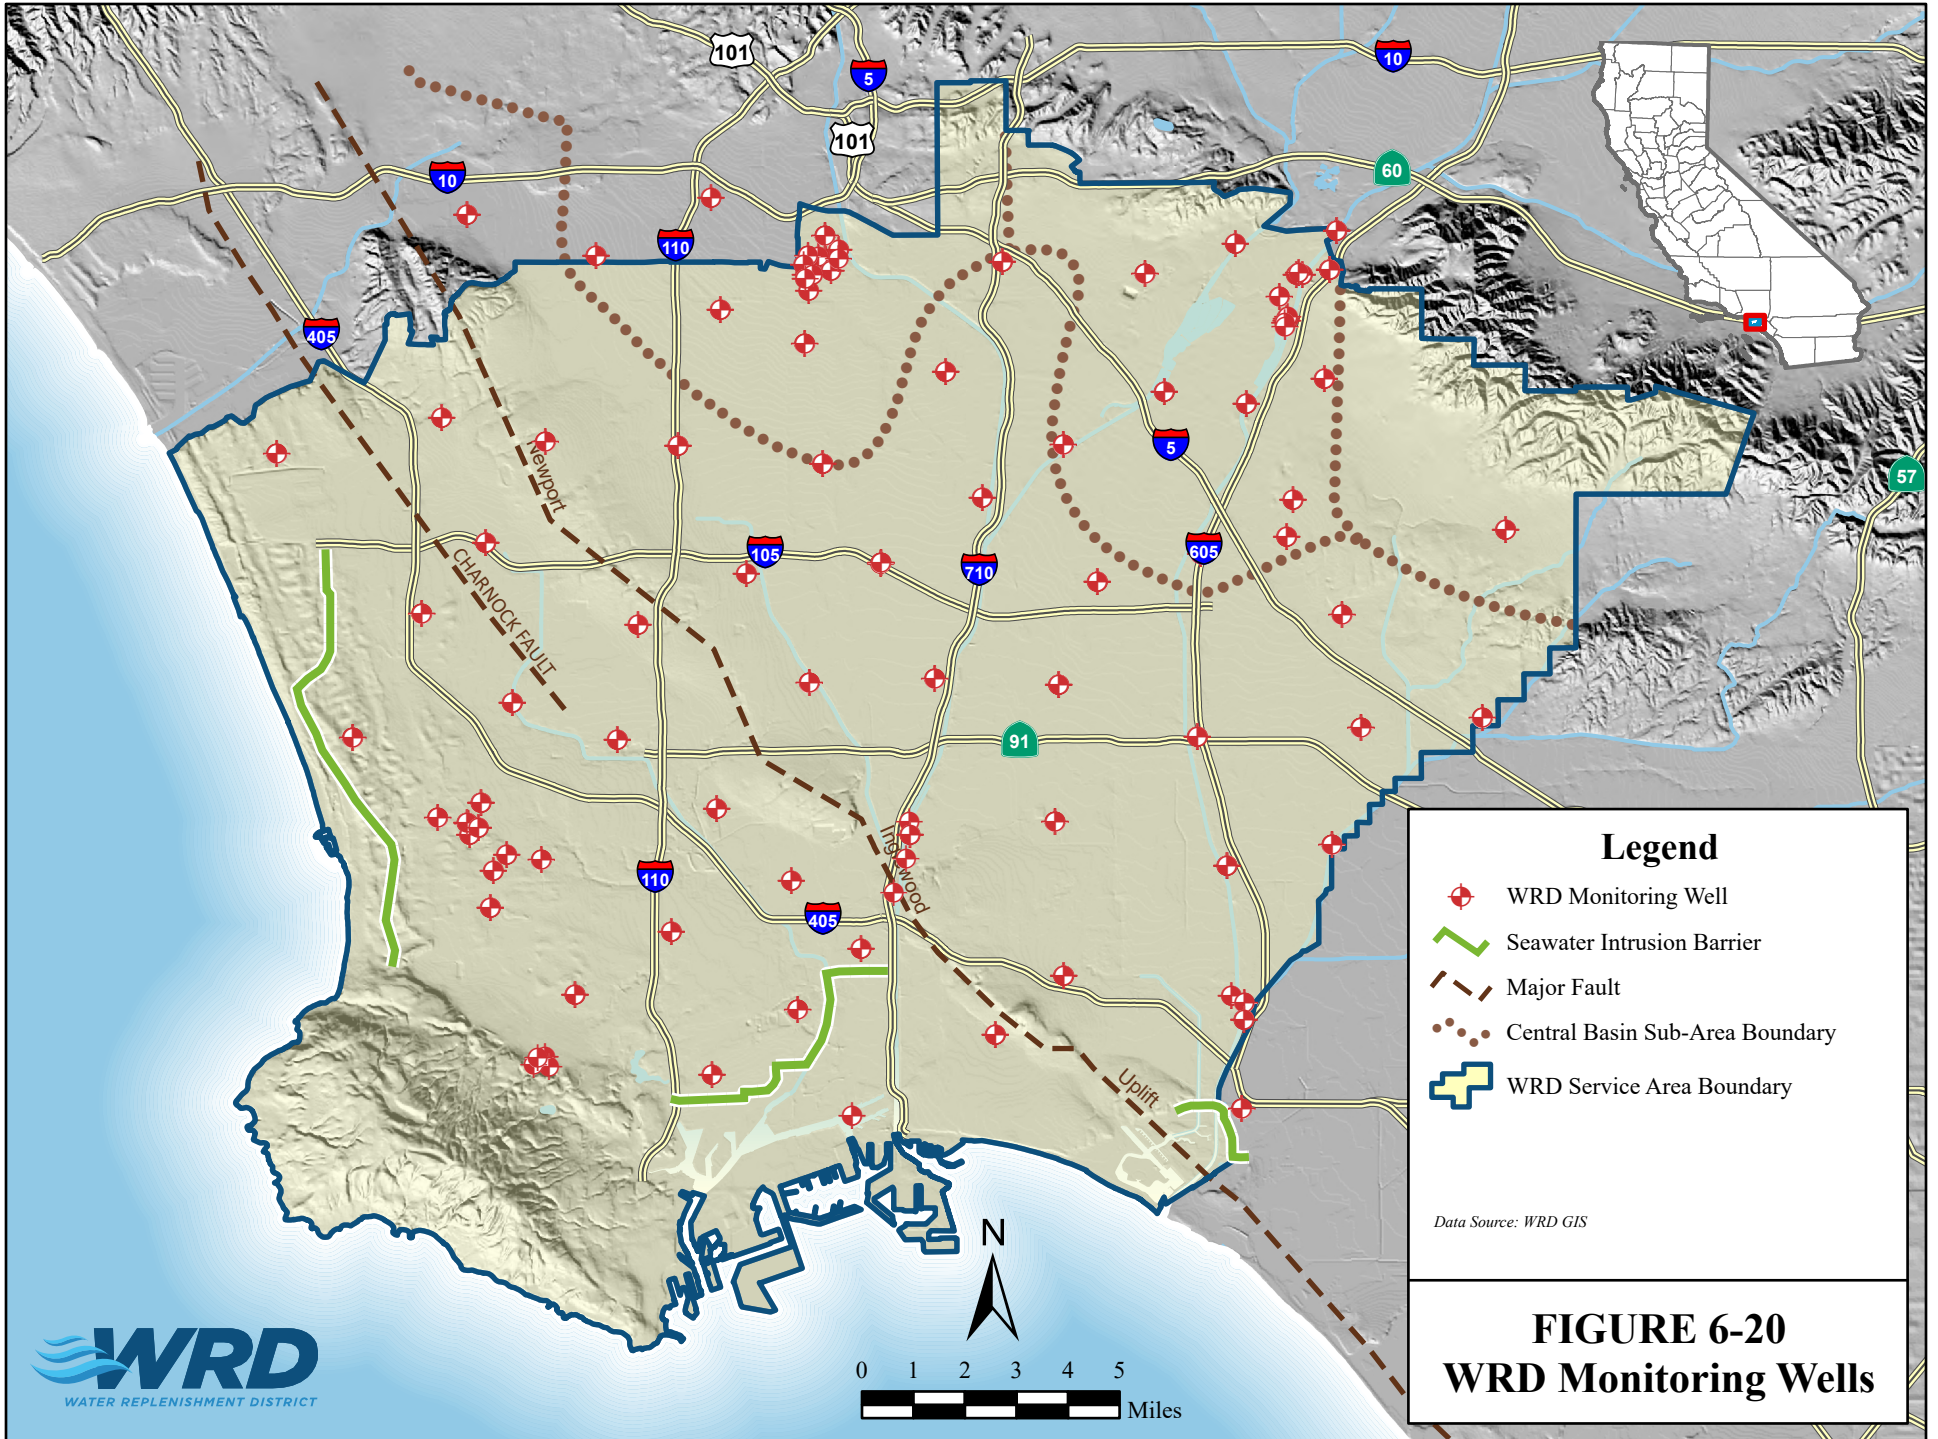 101
5
10
101
60
10
110
405
57
Newport
5
105
605
710
CHARNOCK FAULT
91
Inglewood
110
405
Uplift
Legend
WRD Monitoring Well
Seawater Intrusion Barrier
Major Fault
Central Basin Sub-Area Boundary
WRD Service Area Boundary
Data Source: WRD GIS
N
FIGURE 6-20
WRD Monitoring Wells
WRD
WATER REPLENISHMENT DISTRICT
0 1 2 3 4 5
Miles